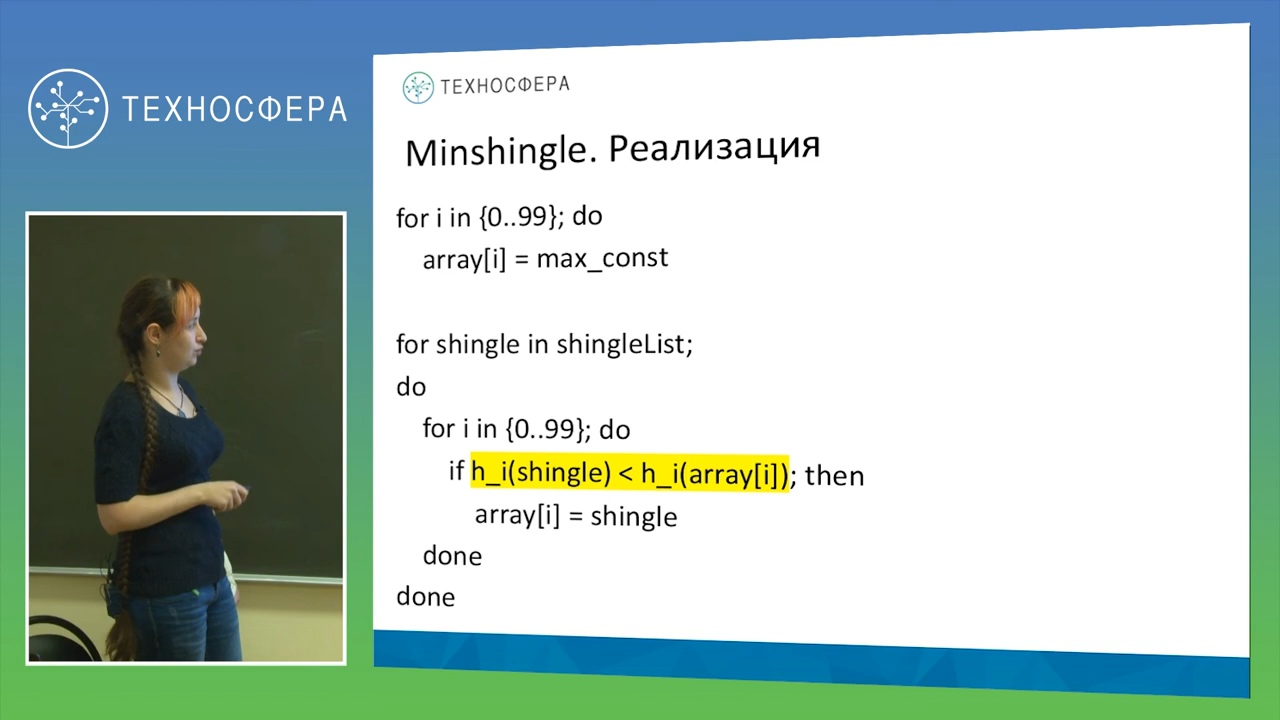 ТЕХНОСФЕРА
ТЕХНОСФЕРА
Minshingle. Реализация
for i in {0..99}; do
array[i] = max_const
for shingle in shingleList;
do
for i in {0..99}; do
if h_i(shingle) < h_i(array[i]); then
array[i] = shingle
done
done